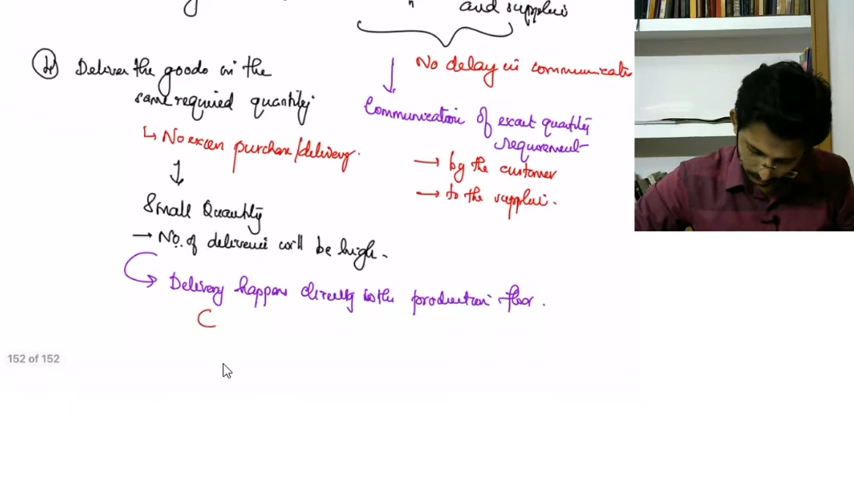 and supplier
④ Deliver the goods in the
same required quantity.
↳ No excess purchase/delivery.
↓
Small Quantity
→ No. of deliveries will be high.
↳ Delivery happens directly to the production floor.
C
No delay in communication
↓
Communication of exact quantity
requirement
→ by the customer
→ to the supplier.
152 of 152